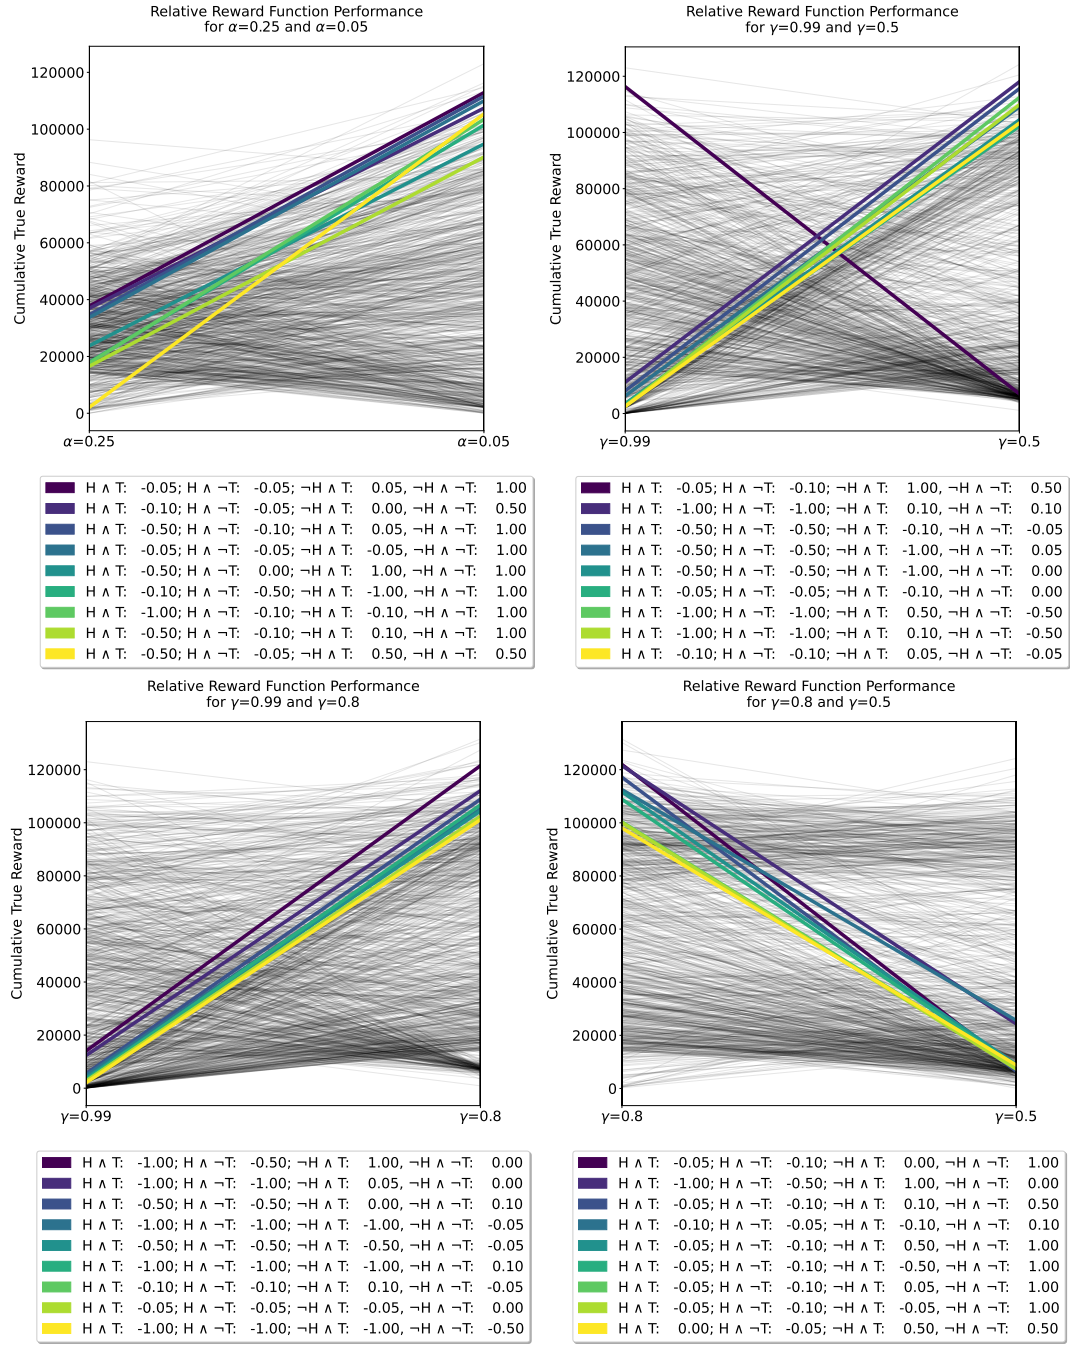 Relative Reward Function Performance
for α=0.25 and α=0.05
Cumulative True Reward
120000
100000
80000
60000
40000
20000
0
α=0.25
α=0.05
H ∧ T: -0.05; H ∧ ¬T: -0.05; ¬H ∧ T: 0.05, ¬H ∧ ¬T: 1.00
H ∧ T: -0.10; H ∧ ¬T: -0.05; ¬H ∧ T: 0.00, ¬H ∧ ¬T: 0.50
H ∧ T: -0.50; H ∧ ¬T: -0.10; ¬H ∧ T: 0.05, ¬H ∧ ¬T: 1.00
H ∧ T: -0.05; H ∧ ¬T: -0.05; ¬H ∧ T: -0.05, ¬H ∧ ¬T: 1.00
H ∧ T: -0.50; H ∧ ¬T: 0.00; ¬H ∧ T: 1.00, ¬H ∧ ¬T: 1.00
H ∧ T: -0.10; H ∧ ¬T: -0.50; ¬H ∧ T: -1.00, ¬H ∧ ¬T: 1.00
H ∧ T: -1.00; H ∧ ¬T: -0.10; ¬H ∧ T: -0.10, ¬H ∧ ¬T: 1.00
H ∧ T: -0.50; H ∧ ¬T: -0.10; ¬H ∧ T: 0.10, ¬H ∧ ¬T: 1.00
H ∧ T: -0.50; H ∧ ¬T: -0.05; ¬H ∧ T: 0.50, ¬H ∧ ¬T: 0.50
Relative Reward Function Performance
for γ=0.99 and γ=0.5
Cumulative True Reward
120000
100000
80000
60000
40000
20000
0
γ=0.99
γ=0.5
H ∧ T: -0.05; H ∧ ¬T: -0.10; ¬H ∧ T: 1.00, ¬H ∧ ¬T: 0.50
H ∧ T: -1.00; H ∧ ¬T: -1.00; ¬H ∧ T: 0.10, ¬H ∧ ¬T: 0.10
H ∧ T: -0.50; H ∧ ¬T: -0.50; ¬H ∧ T: -0.10, ¬H ∧ ¬T: -0.05
H ∧ T: -0.50; H ∧ ¬T: -0.50; ¬H ∧ T: -1.00, ¬H ∧ ¬T: 0.05
H ∧ T: -0.50; H ∧ ¬T: -0.50; ¬H ∧ T: -1.00, ¬H ∧ ¬T: 0.00
H ∧ T: -0.05; H ∧ ¬T: -0.05; ¬H ∧ T: -0.10, ¬H ∧ ¬T: 0.00
H ∧ T: -1.00; H ∧ ¬T: -1.00; ¬H ∧ T: 0.50, ¬H ∧ ¬T: -0.50
H ∧ T: -1.00; H ∧ ¬T: -1.00; ¬H ∧ T: 0.10, ¬H ∧ ¬T: -0.50
H ∧ T: -0.10; H ∧ ¬T: -0.10; ¬H ∧ T: 0.05, ¬H ∧ ¬T: -0.05
Relative Reward Function Performance
for γ=0.99 and γ=0.8
Cumulative True Reward
120000
100000
80000
60000
40000
20000
0
γ=0.99
γ=0.8
H ∧ T: -1.00; H ∧ ¬T: -0.50; ¬H ∧ T: 1.00, ¬H ∧ ¬T: 0.00
H ∧ T: -1.00; H ∧ ¬T: -1.00; ¬H ∧ T: 0.05, ¬H ∧ ¬T: 0.00
H ∧ T: -0.50; H ∧ ¬T: -0.50; ¬H ∧ T: 0.00, ¬H ∧ ¬T: 0.10
H ∧ T: -1.00; H ∧ ¬T: -1.00; ¬H ∧ T: -1.00, ¬H ∧ ¬T: -0.05
H ∧ T: -0.50; H ∧ ¬T: -0.50; ¬H ∧ T: -0.50, ¬H ∧ ¬T: -0.05
H ∧ T: -1.00; H ∧ ¬T: -1.00; ¬H ∧ T: -1.00, ¬H ∧ ¬T: 0.10
H ∧ T: -0.10; H ∧ ¬T: -0.10; ¬H ∧ T: 0.10, ¬H ∧ ¬T: -0.05
H ∧ T: -0.05; H ∧ ¬T: -0.05; ¬H ∧ T: -0.05, ¬H ∧ ¬T: 0.00
H ∧ T: -1.00; H ∧ ¬T: -1.00; ¬H ∧ T: -1.00, ¬H ∧ ¬T: -0.50
Relative Reward Function Performance
for γ=0.8 and γ=0.5
Cumulative True Reward
120000
100000
80000
60000
40000
20000
0
γ=0.8
γ=0.5
H ∧ T: -0.05; H ∧ ¬T: -0.10; ¬H ∧ T: 0.00, ¬H ∧ ¬T: 1.00
H ∧ T: -1.00; H ∧ ¬T: -0.50; ¬H ∧ T: 1.00, ¬H ∧ ¬T: 0.00
H ∧ T: -0.05; H ∧ ¬T: -0.10; ¬H ∧ T: 0.10, ¬H ∧ ¬T: 0.50
H ∧ T: -0.10; H ∧ ¬T: -0.05; ¬H ∧ T: -0.10, ¬H ∧ ¬T: 0.10
H ∧ T: -0.05; H ∧ ¬T: -0.10; ¬H ∧ T: 0.50, ¬H ∧ ¬T: 1.00
H ∧ T: -0.05; H ∧ ¬T: -0.10; ¬H ∧ T: -0.50, ¬H ∧ ¬T: 1.00
H ∧ T: -0.05; H ∧ ¬T: -0.10; ¬H ∧ T: 0.05, ¬H ∧ ¬T: 1.00
H ∧ T: -0.05; H ∧ ¬T: -0.10; ¬H ∧ T: -0.05, ¬H ∧ ¬T: 1.00
H ∧ T: 0.00; H ∧ ¬T: -0.05; ¬H ∧ T: 0.50, ¬H ∧ ¬T: 0.50